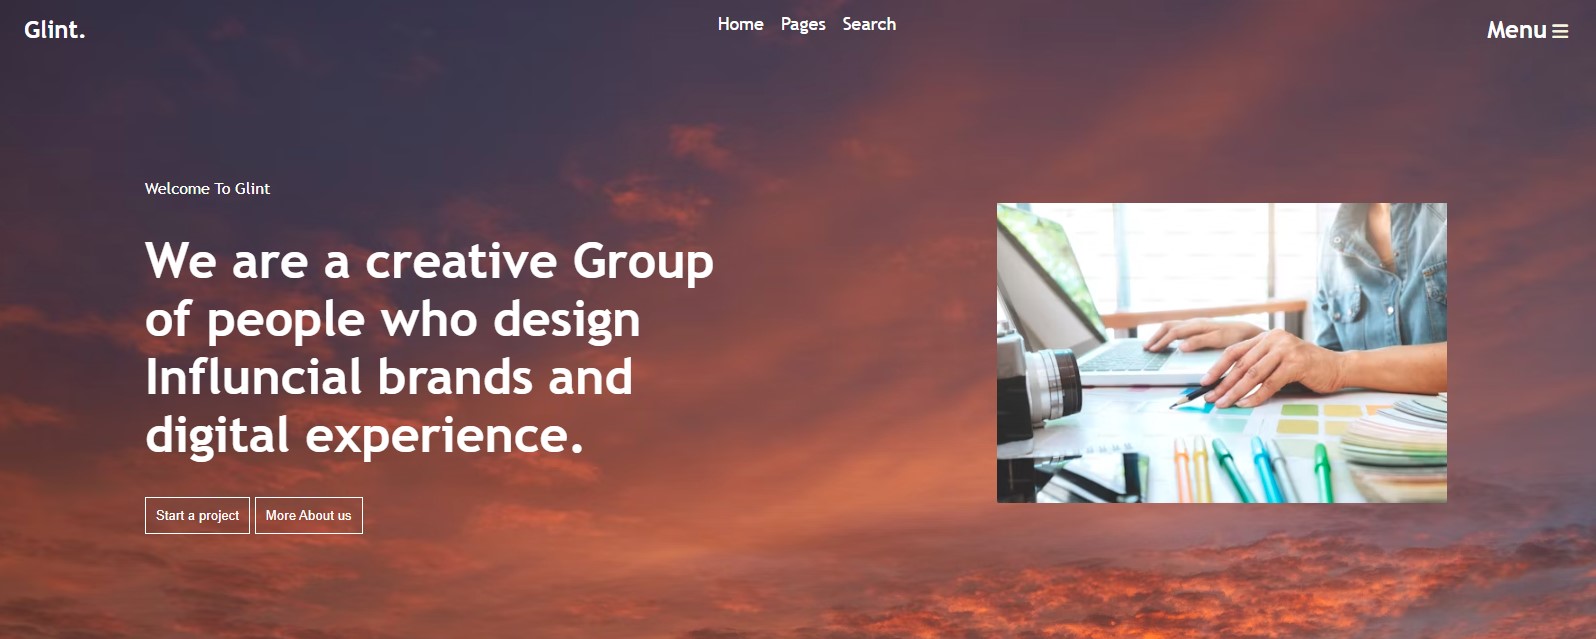 Glint.
Home Pages Search
Menu
Welcome To Glint
We are a creative Group
of people who design
Influncial brands and
digital experience.
Start a project
More About us